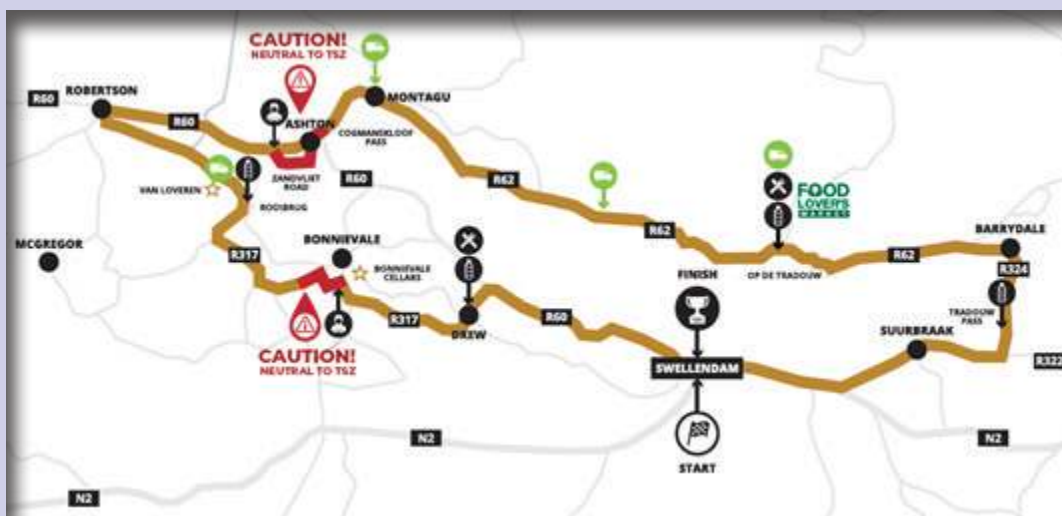 CAUTION!
NEUTRAL TO TSZ
ROBERTSON
R60
R60
ASHTON
MONTAGU
COGMANSKLOOF
PASS
ZANDVLIET
ROAD
R60
VAN LOVEREN
ROOIBRUG
R62
FOOD
LOVER'S
MARKET
R62
R62
BARRYDALE
R324
OP DE TRADOUW
MCGREGOR
R317
BONNIEVALE
BONNIEVALE
CELLARS
FINISH
TRADOUW
PASS
R317
DREW
R60
SUURBRAAK
R322
CAUTION!
NEUTRAL TO TSZ
SWELLENDAM
N2
START
N2
N2